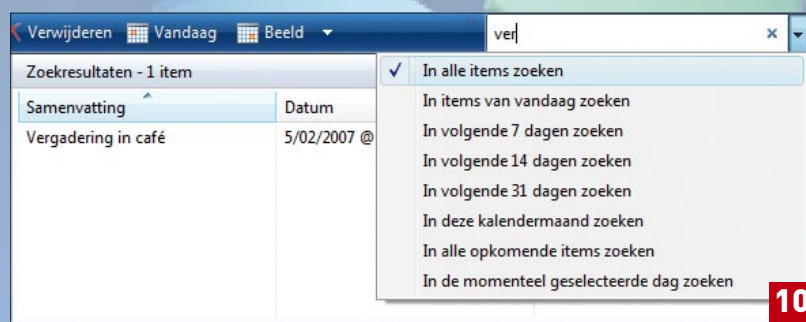 Verwijderen Vandaag Beeld ver
Zoekresultaten - 1 item
Samenvatting Datum
Vergadering in café 5/02/2007 @
In alle items zoeken
In items van vandaag zoeken
In volgende 7 dagen zoeken
In volgende 14 dagen zoeken
In volgende 31 dagen zoeken
In deze kalendermaand zoeken
In alle opkomende items zoeken
In de momenteel geselecteerde dag zoeken
10